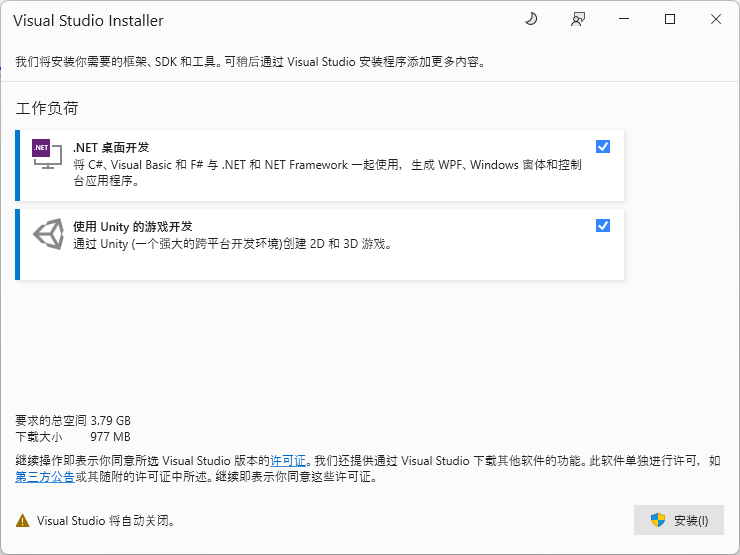 Visual Studio Installer
我们将安装你需要的框架、SDK 和工具。可稍后通过 Visual Studio 安装程序添加更多内容。
工作负荷
.NET
.NET 桌面开发
将 C#、Visual Basic 和 F# 与 .NET 和 NET Framework 一起使用，生成 WPF、Windows 窗体和控制
台应用程序。
使用 Unity 的游戏开发
通过 Unity (一个强大的跨平台开发环境)创建 2D 和 3D 游戏。
要求的总空间 3.79 GB
下载大小 977 MB
继续操作即表示你同意所选 Visual Studio 版本的许可证。我们还提供通过 Visual Studio 下载其他软件的功能。此软件单独进行许可，如
第三方公告或其随附的许可证中所述。继续即表示你同意这些许可证。
Visual Studio 将自动关闭。
安装(I)